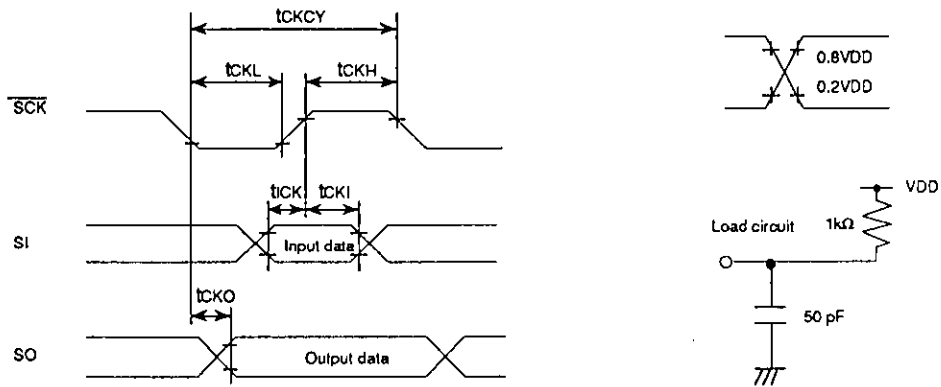 tCKCY
tCKL
tCKH
SCK
tICK
tCKI
SI
Input data
tCKO
SO
Output data
0.8VDD
0.2VDD
VDD
Load circuit
1kΩ
50 pF